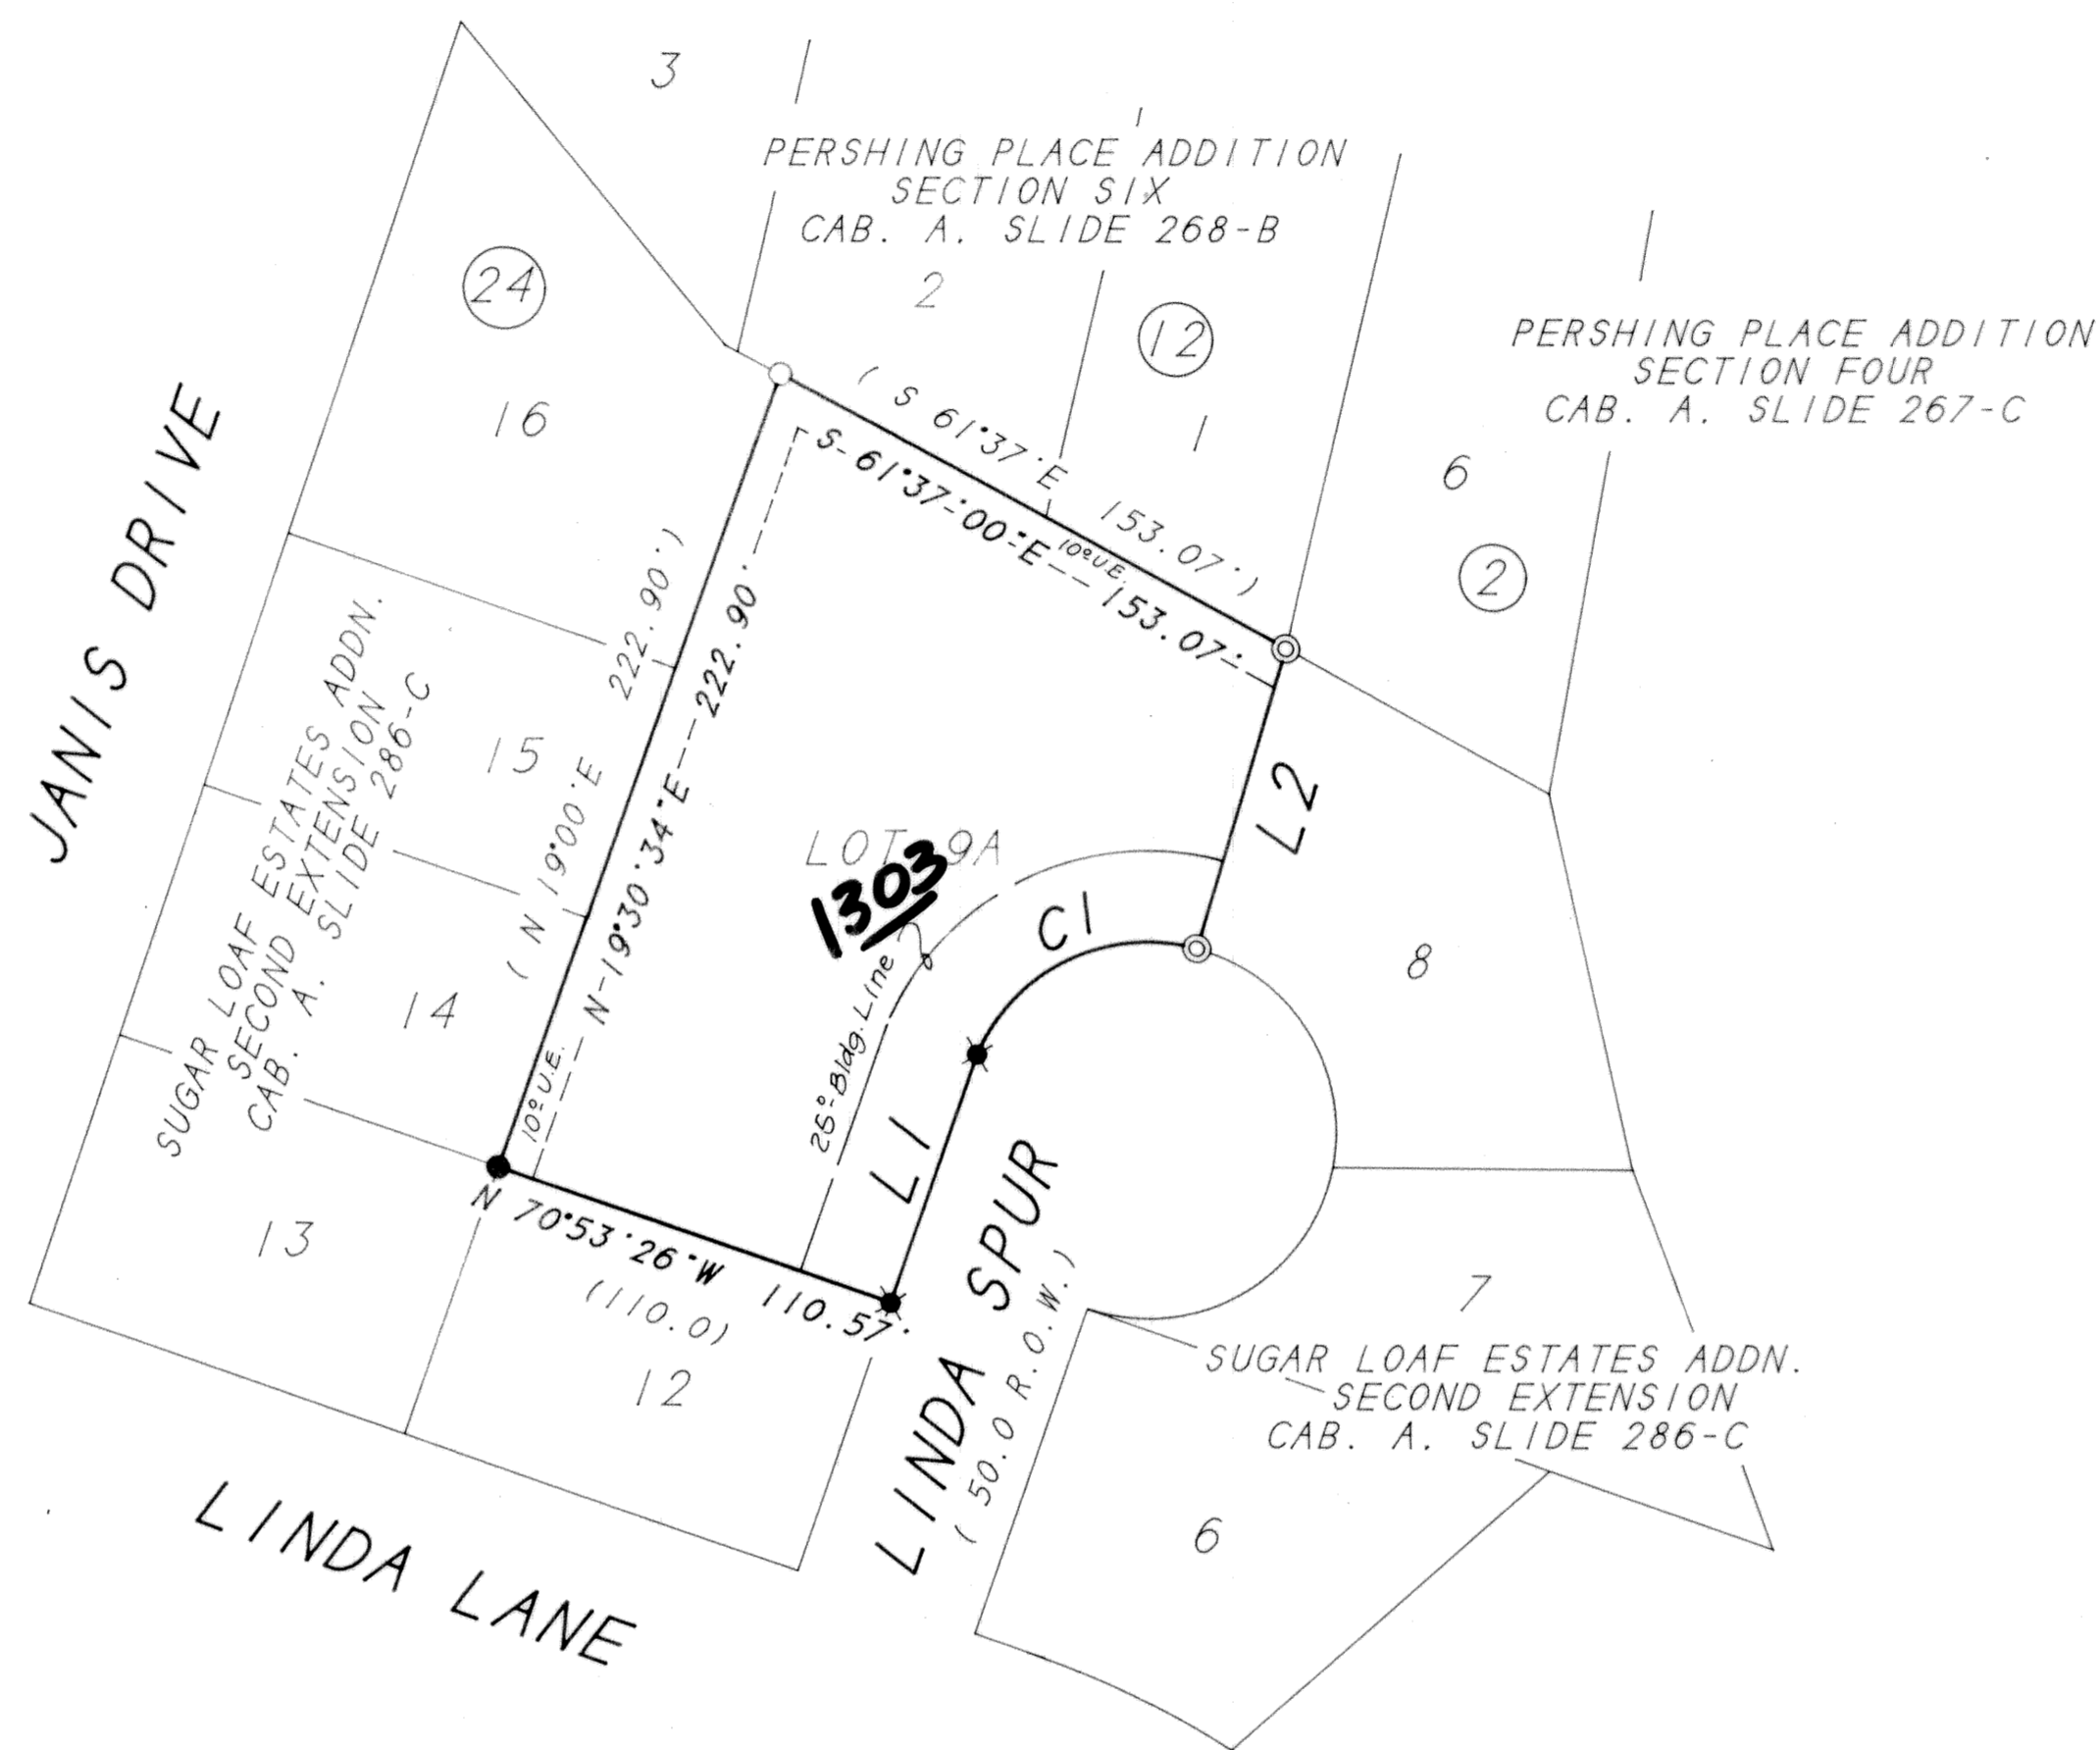 3
1
PERSHING PLACE ADDITION
SECTION SIX
CAB. A. SLIDE 268-B
2
12
1
24
16
PERSHING PLACE ADDITION
SECTION FOUR
CAB. A. SLIDE 267-C
6
2
( S 61°37'E 153.07')
S-61°37'-00"E-- 153.07'
10° U.E.
JANIS DRIVE
( N 19°00'E 222.90')
N-19°30'34"E---222.90'
10° U.E.
15
14
SUGAR LOAF ESTATES ADDN.
SECOND EXTENSION
CAB. A. SLIDE 286-C
LOT 9A
1303
25° Bldg. Line
C1
L2
L1
8
N 70°53'26"W 110.57'
(110.0)
13
12
LINDA SPUR
( 50.0 R.O.W.)
7
SUGAR LOAF ESTATES ADDN.
SECOND EXTENSION
CAB. A. SLIDE 286-C
6
LINDA LANE